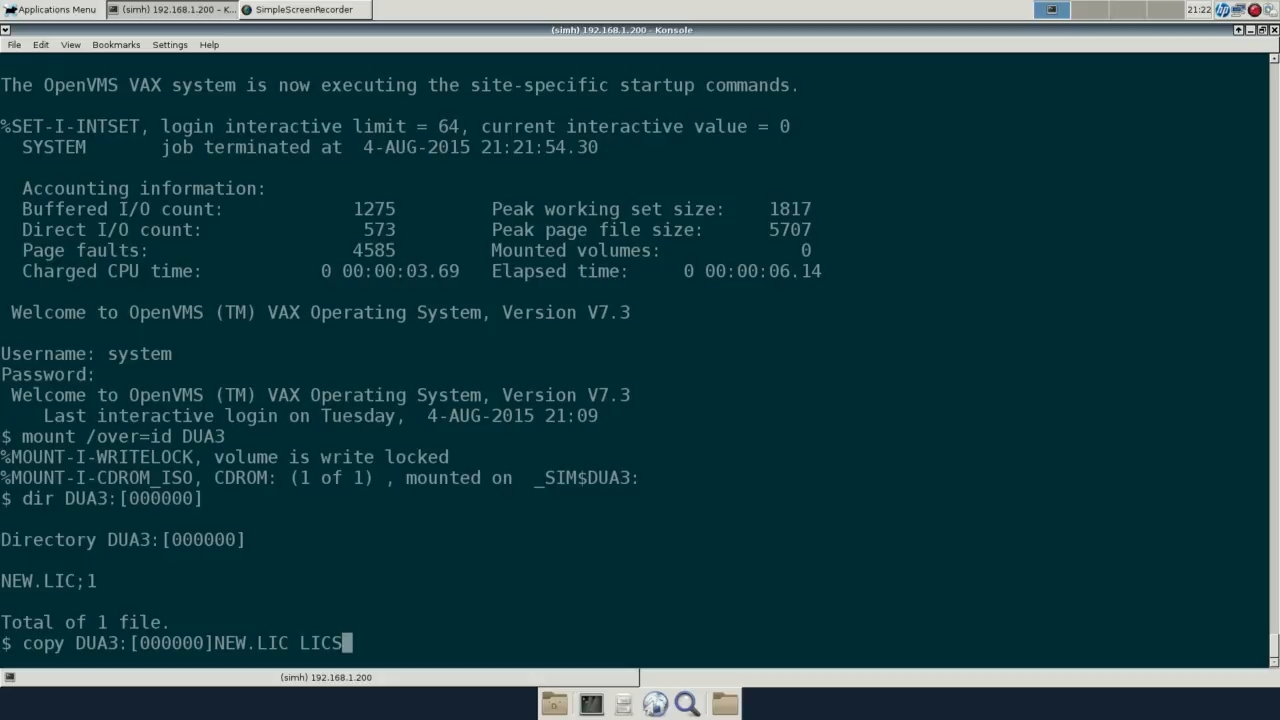 Applications Menu
(simh) 192.168.1.200 - K...
SimpleScreenRecorder
21:22
(simh) 192.168.1.200 - Konsole
File Edit View Bookmarks Settings Help
The OpenVMS VAX system is now executing the site-specific startup commands.
%SET-I-INTSET, login interactive limit = 64, current interactive value = 0
SYSTEM job terminated at 4-AUG-2015 21:21:54.30
Accounting information:
Buffered I/O count: 1275 Peak working set size: 1817
Direct I/O count: 573 Peak page file size: 5707
Page faults: 4585 Mounted volumes: 0
Charged CPU time: 0 00:00:03.69 Elapsed time: 0 00:00:06.14
Welcome to OpenVMS (TM) VAX Operating System, Version V7.3
Username: system
Password:
Welcome to OpenVMS (TM) VAX Operating System, Version V7.3
Last interactive login on Tuesday, 4-AUG-2015 21:09
$ mount /over=id DUA3
%MOUNT-I-WRITELOCK, volume is write locked
%MOUNT-I-CDROM_ISO, CDROM: (1 of 1) , mounted on _SIM$DUA3:
$ dir DUA3:[000000]
Directory DUA3:[000000]
NEW.LIC;1
Total of 1 file.
$ copy DUA3:[000000]NEW.LIC LICS
(simh) 192.168.1.200